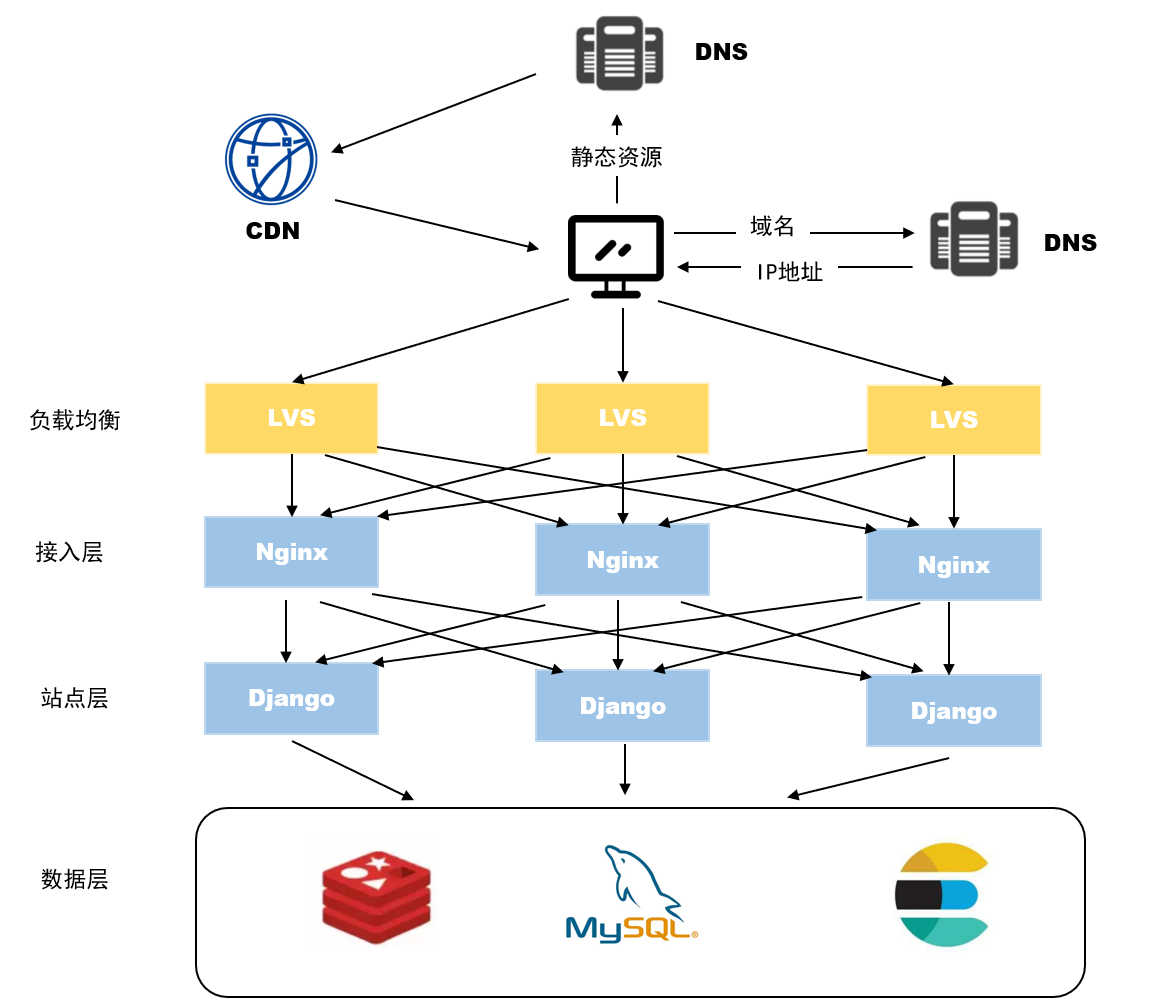 DNS
静态资源
CDN
域名
DNS
IP地址
负载均衡
LVS
LVS
LVS
接入层
Nginx
Nginx
Nginx
站点层
Django
Django
Django
数据层
MySQL®